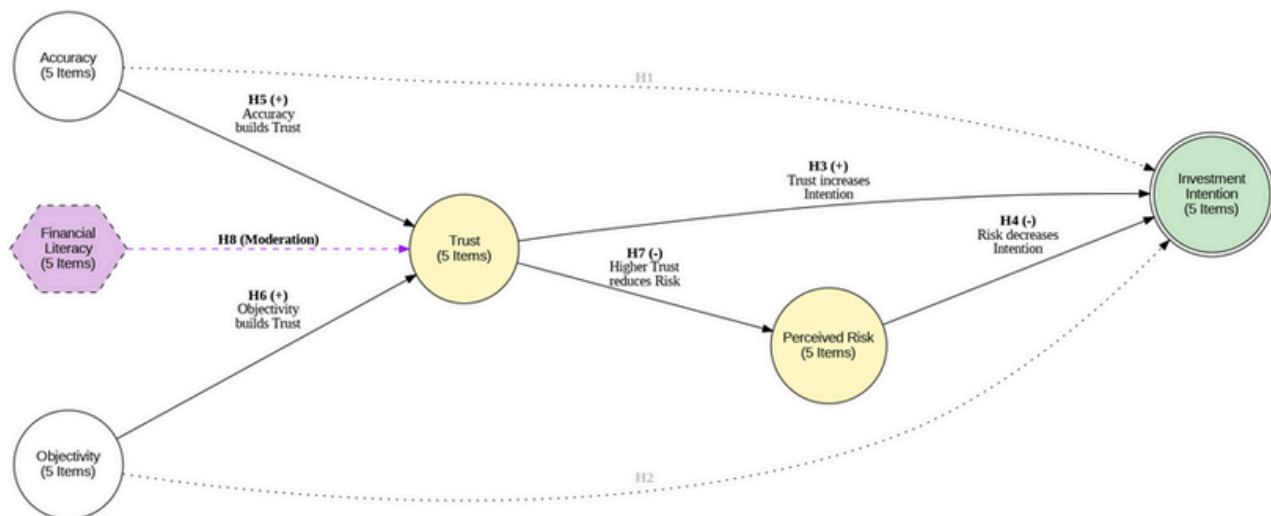 Accuracy
(5 Items)
H1
H5 (+)
Accuracy
builds Trust
H3 (+)
Trust increases
Intention
Investment
Intention
(5 Items)
Financial
Literacy
(5 Items)
H8 (Moderation)
Trust
(5 Items)
H4 (-)
Risk decreases
Intention
H7 (-)
Higher Trust
reduces Risk
H6 (+)
Objectivity
builds Trust
Perceived Risk
(5 Items)
Objectivity
(5 Items)
H2